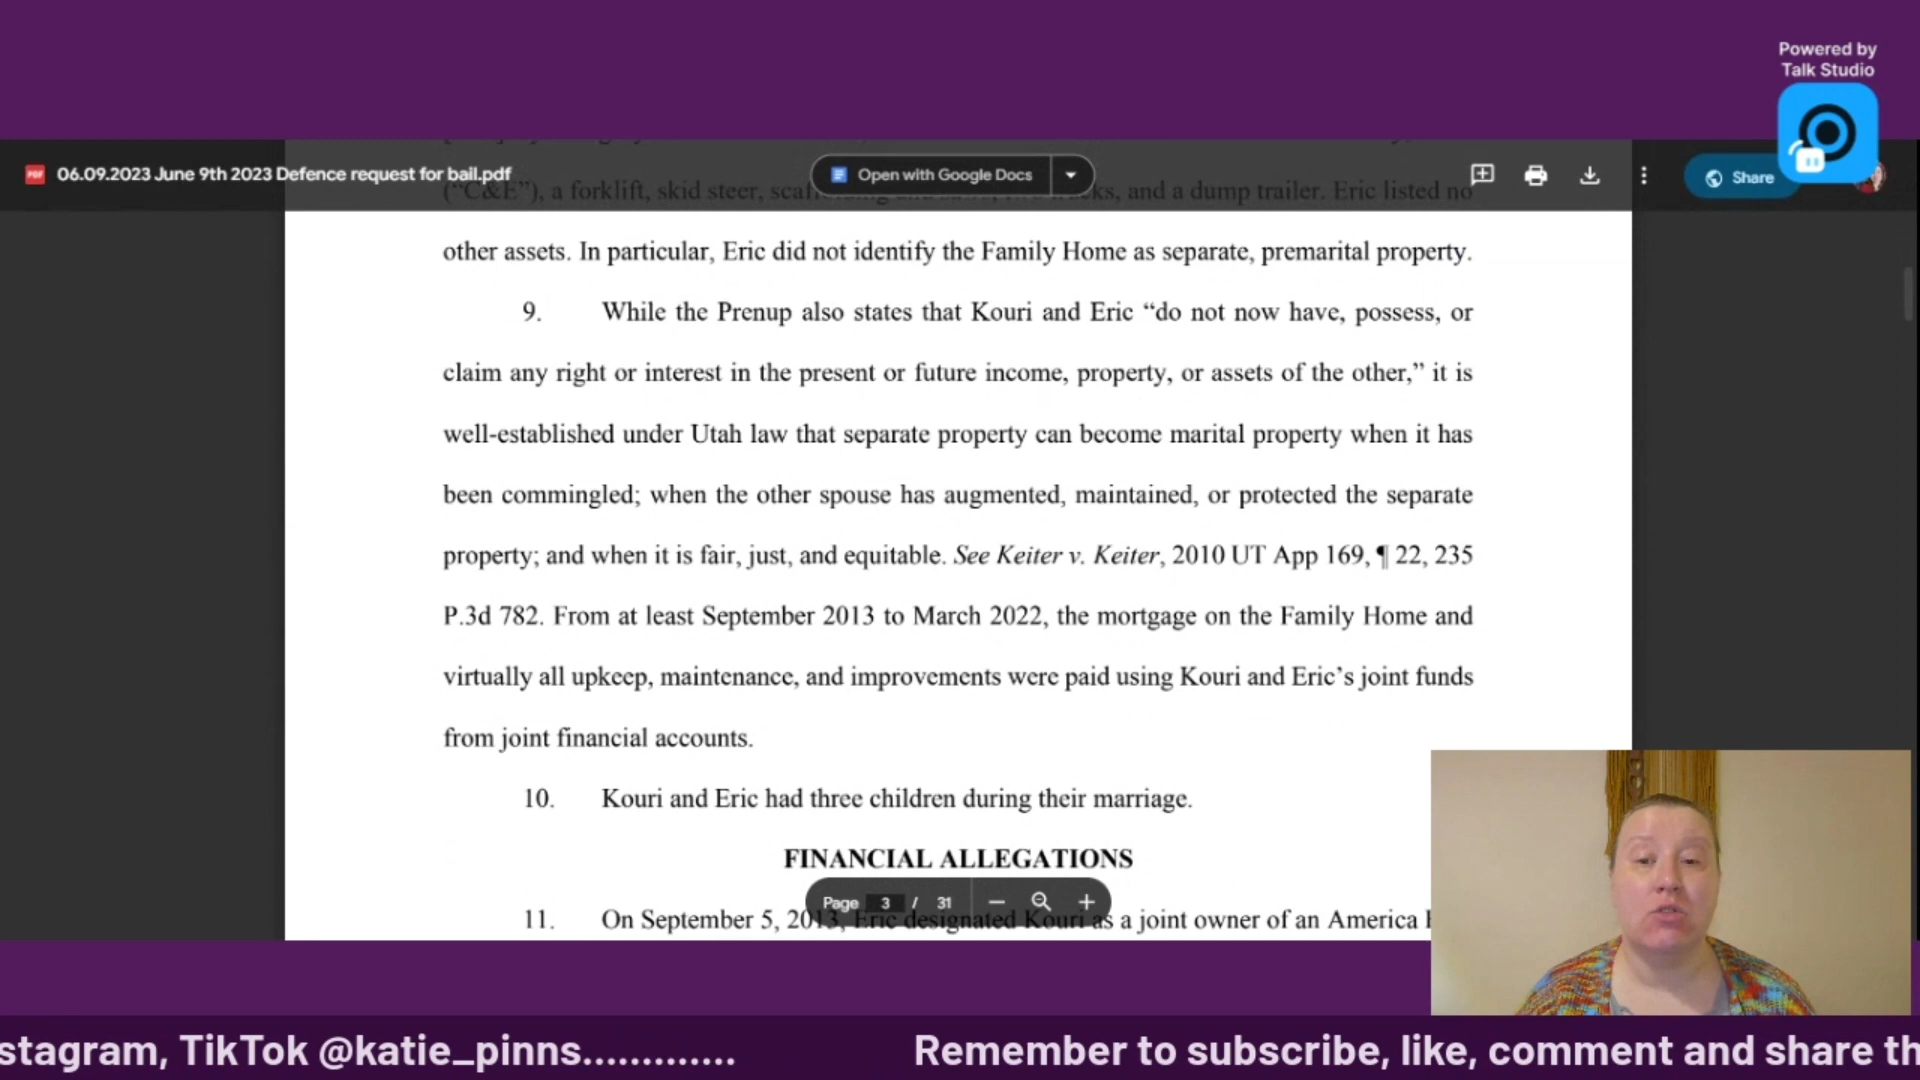 Powered by
Talk Studio
PDF
06.09.2023 June 9th 2023 Defence request for bail.pdf
Open with Google Docs
Share
("C&E"), a forklift, skid steer, and a dump trailer. Eric listed no
other assets. In particular, Eric did not identify the Family Home as separate, premarital property.
9. While the Prenup also states that Kouri and Eric “do not now have, possess, or
claim any right or interest in the present or future income, property, or assets of the other,” it is
well-established under Utah law that separate property can become marital property when it has
been commingled; when the other spouse has augmented, maintained, or protected the separate
property; and when it is fair, just, and equitable. See Keiter v. Keiter, 2010 UT App 169, ¶ 22, 235
P.3d 782. From at least September 2013 to March 2022, the mortgage on the Family Home and
virtually all upkeep, maintenance, and improvements were paid using Kouri and Eric’s joint funds
from joint financial accounts.
10. Kouri and Eric had three children during their marriage.
FINANCIAL ALLEGATIONS
Page 3 / 31
11. On September 5, 2013, Eric designated Kouri as a joint owner of an America
stagram, TikTok @katie_pinns.............
Remember to subscribe, like, comment and share th